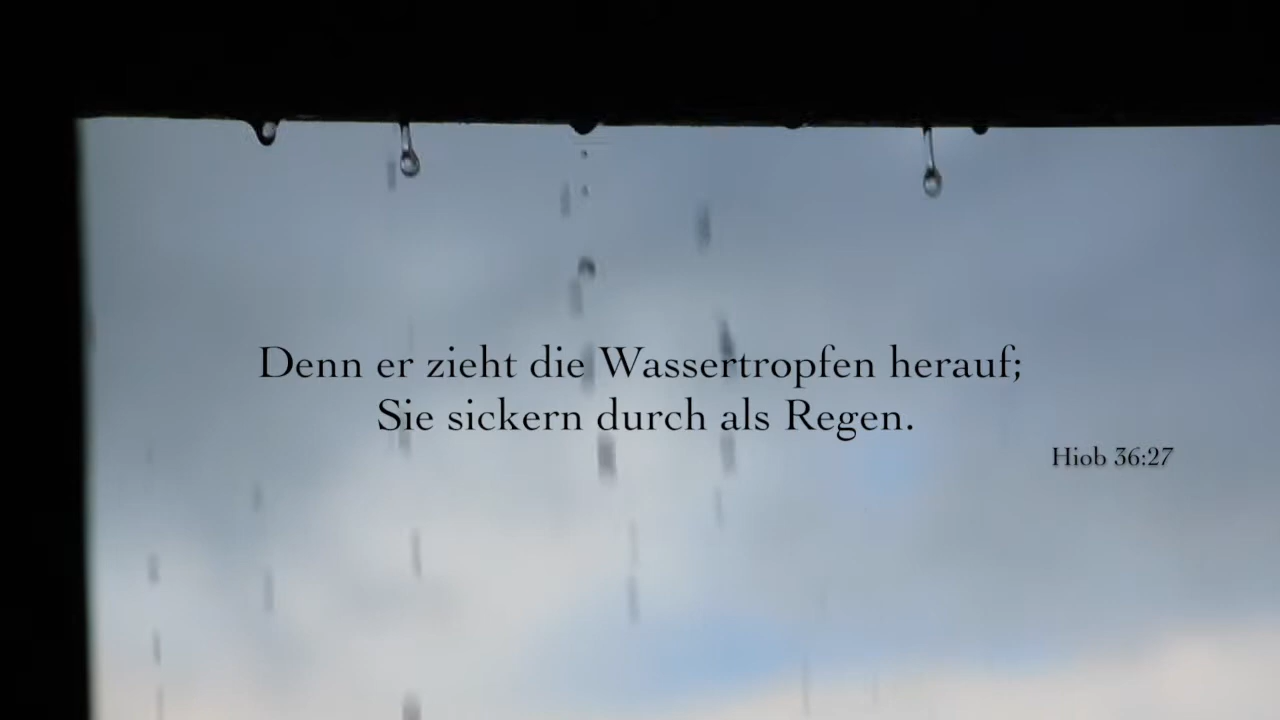 Denn er zieht die Wassertropfen herauf;
Sie sickern durch als Regen.
Hiob 36:27